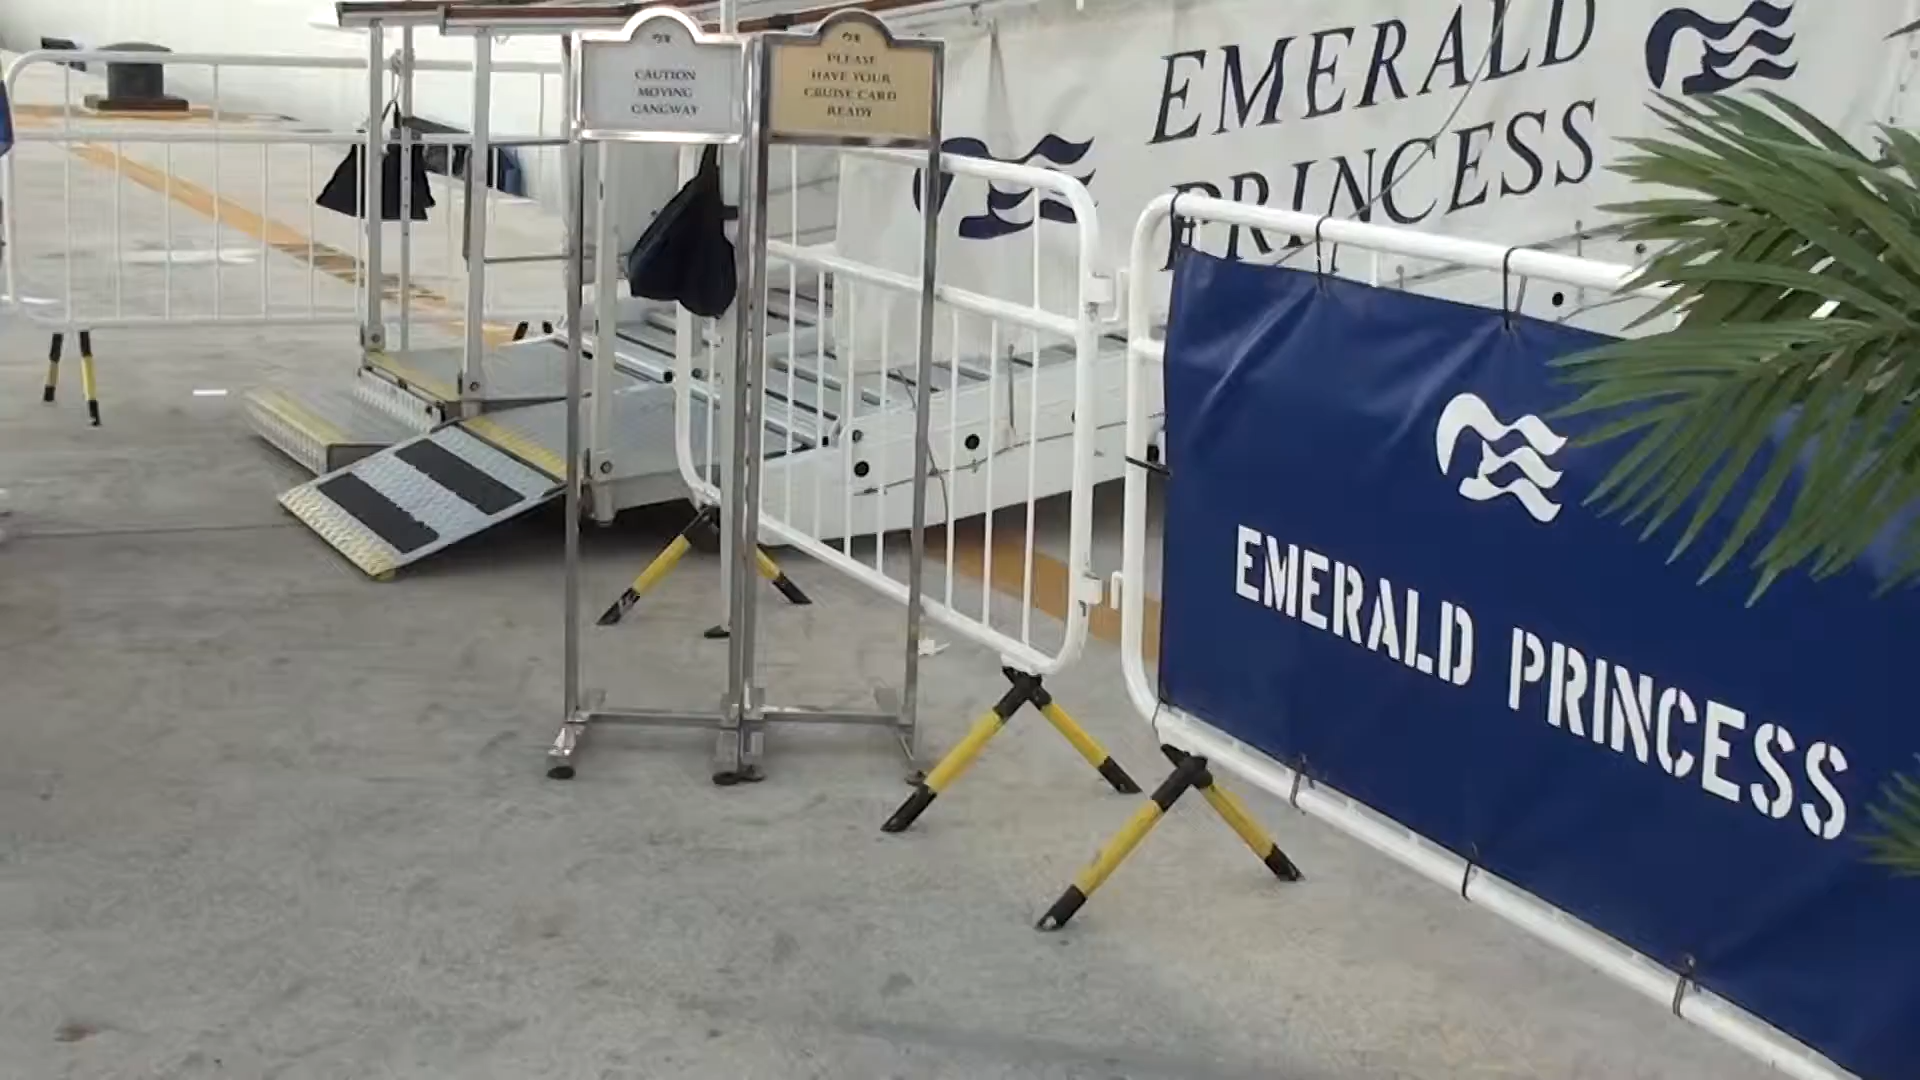 CAUTION
MOVING
GANGWAY
PLEASE
HAVE YOUR
CRUISE CARD
READY
EMERALD
PRINCESS
EMERALD PRINCESS